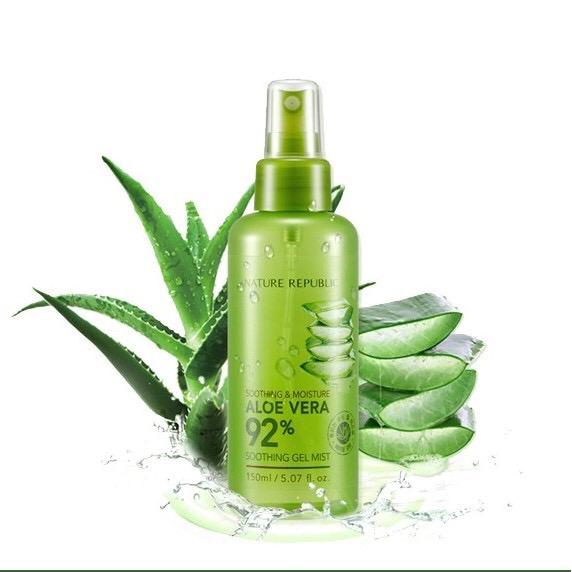 NATURE REPUBLIC
SOOTHING & MOISTURE
ALOE VERA
92%
SOOTHING GEL MIST
150ml / 5.07 fl. oz.